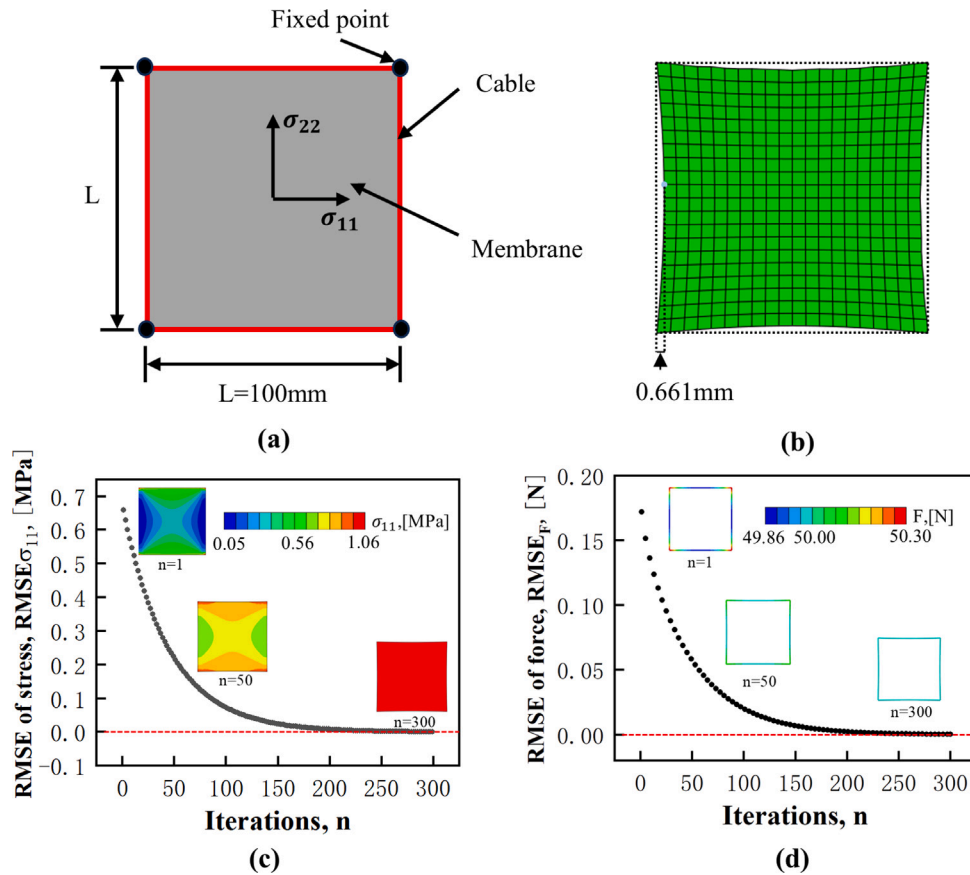 Fixed point
Cable
σ22
L
σ11
Membrane
L=100mm
(a)
0.661mm
(b)
RMSE of stress, RMSEσ11, [MPa]
0.7
0.6
0.5
0.4
0.3
0.2
0.1
0.0
-0.1
n=1
σ11,[MPa]
0.05 0.56 1.06
n=50
n=300
0 50 100 150 200 250 300
Iterations, n
(c)
RMSE of force, RMSEF, [N]
0.20
0.15
0.10
0.05
0.00
n=1
F,[N]
49.86 50.00 50.30
n=50
n=300
0 50 100 150 200 250 300
Iterations, n
(d)